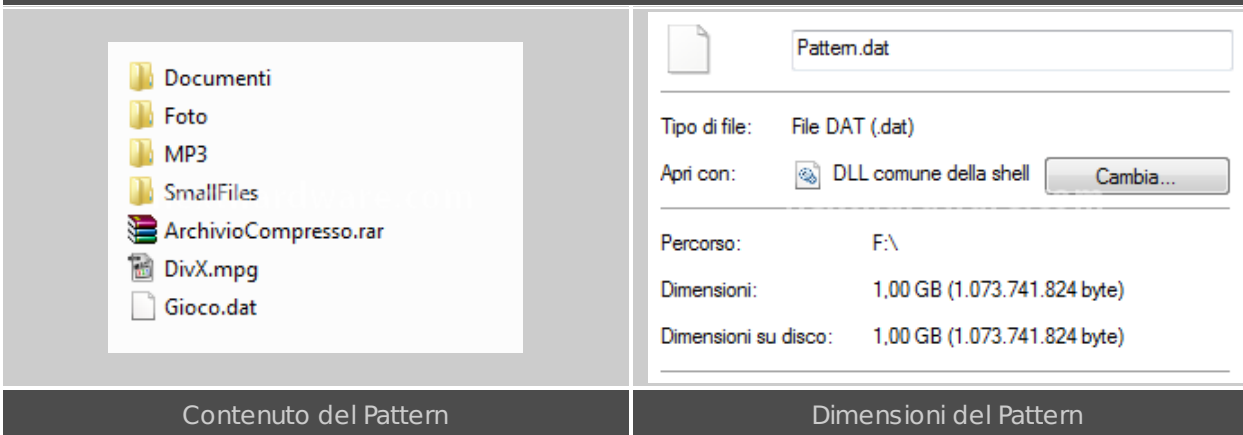 Documenti
Foto
MP3
SmallFiles
ArchivioCompresso.rar
DivX.mpg
Gioco.dat
Contenuto del Pattern
Pattern.dat
Tipo di file: File DAT (.dat)
Apri con: DLL comune della shell Cambia...
Percorso: F:\
Dimensioni: 1,00 GB (1.073.741.824 byte)
Dimensioni su disco: 1,00 GB (1.073.741.824 byte)
Dimensioni del Pattern